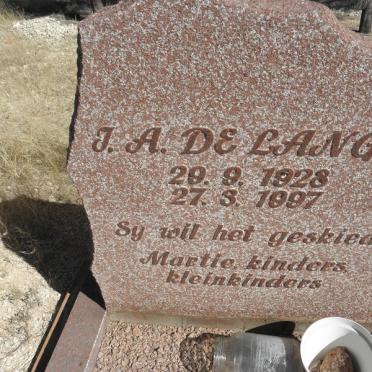 J. A. DE LANG
29. 9. 1928
27. 3. 1997
Sy wil het geskied
Martie, kinders,
kleinkinders